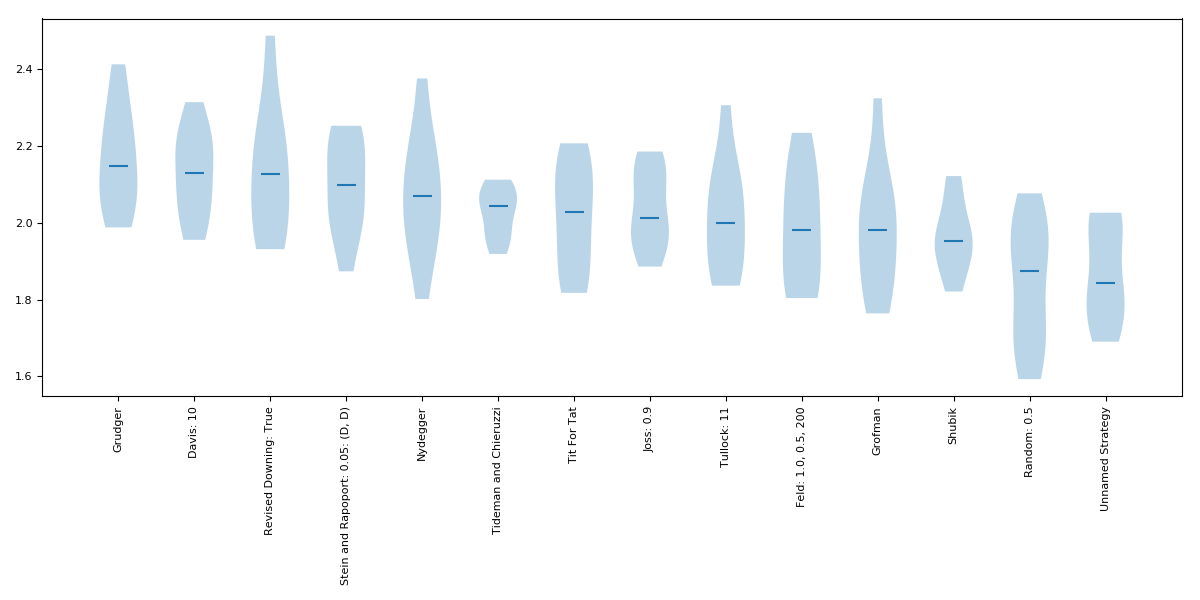 2.4
2.2
2.0
1.8
1.6
Grudger
Davis: 10
Revised Downing: True
Stein and Rapoport: 0.05: (D, D)
Nydegger
Tideman and Chieruzzi
Tit For Tat
Joss: 0.9
Tullock: 11
Feld: 1.0, 0.5, 200
Grofman
Shubik
Random: 0.5
Unnamed Strategy